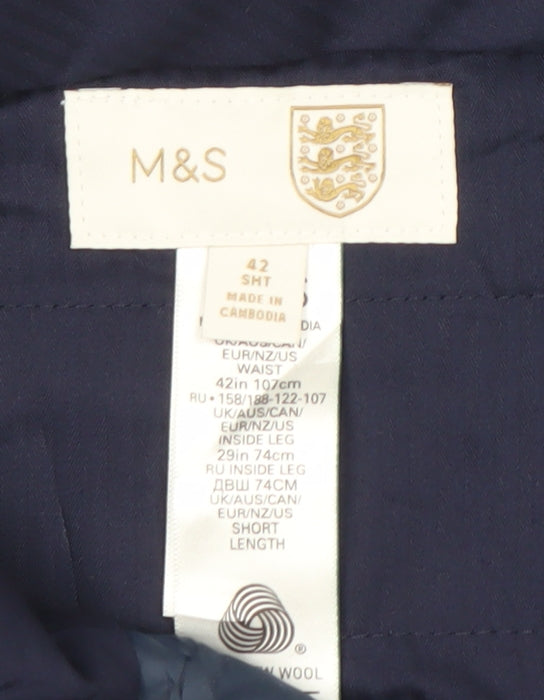 M&S
42
SHT
MADE IN
CAMBODIA
DIA
UK/AUS/CAN/
EUR/NZ/US
WAIST
42in 107cm
RU • 158/188-122-107
UK/AUS/CAN/
EUR/NZ/US
INSIDE LEG
29in 74cm
RU INSIDE LEG
ДВШ 74СМ
UK/AUS/CAN/
EUR/NZ/US
SHORT
LENGTH
®
WOOL